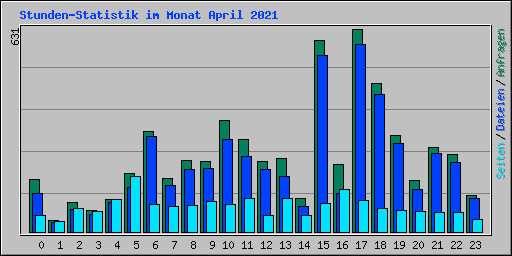 Stunden-Statistik im Monat April 2021
631
Seiten / Dateien / Anfragen
0 1 2 3 4 5 6 7 8 9 10 11 12 13 14 15 16 17 18 19 20 21 22 23